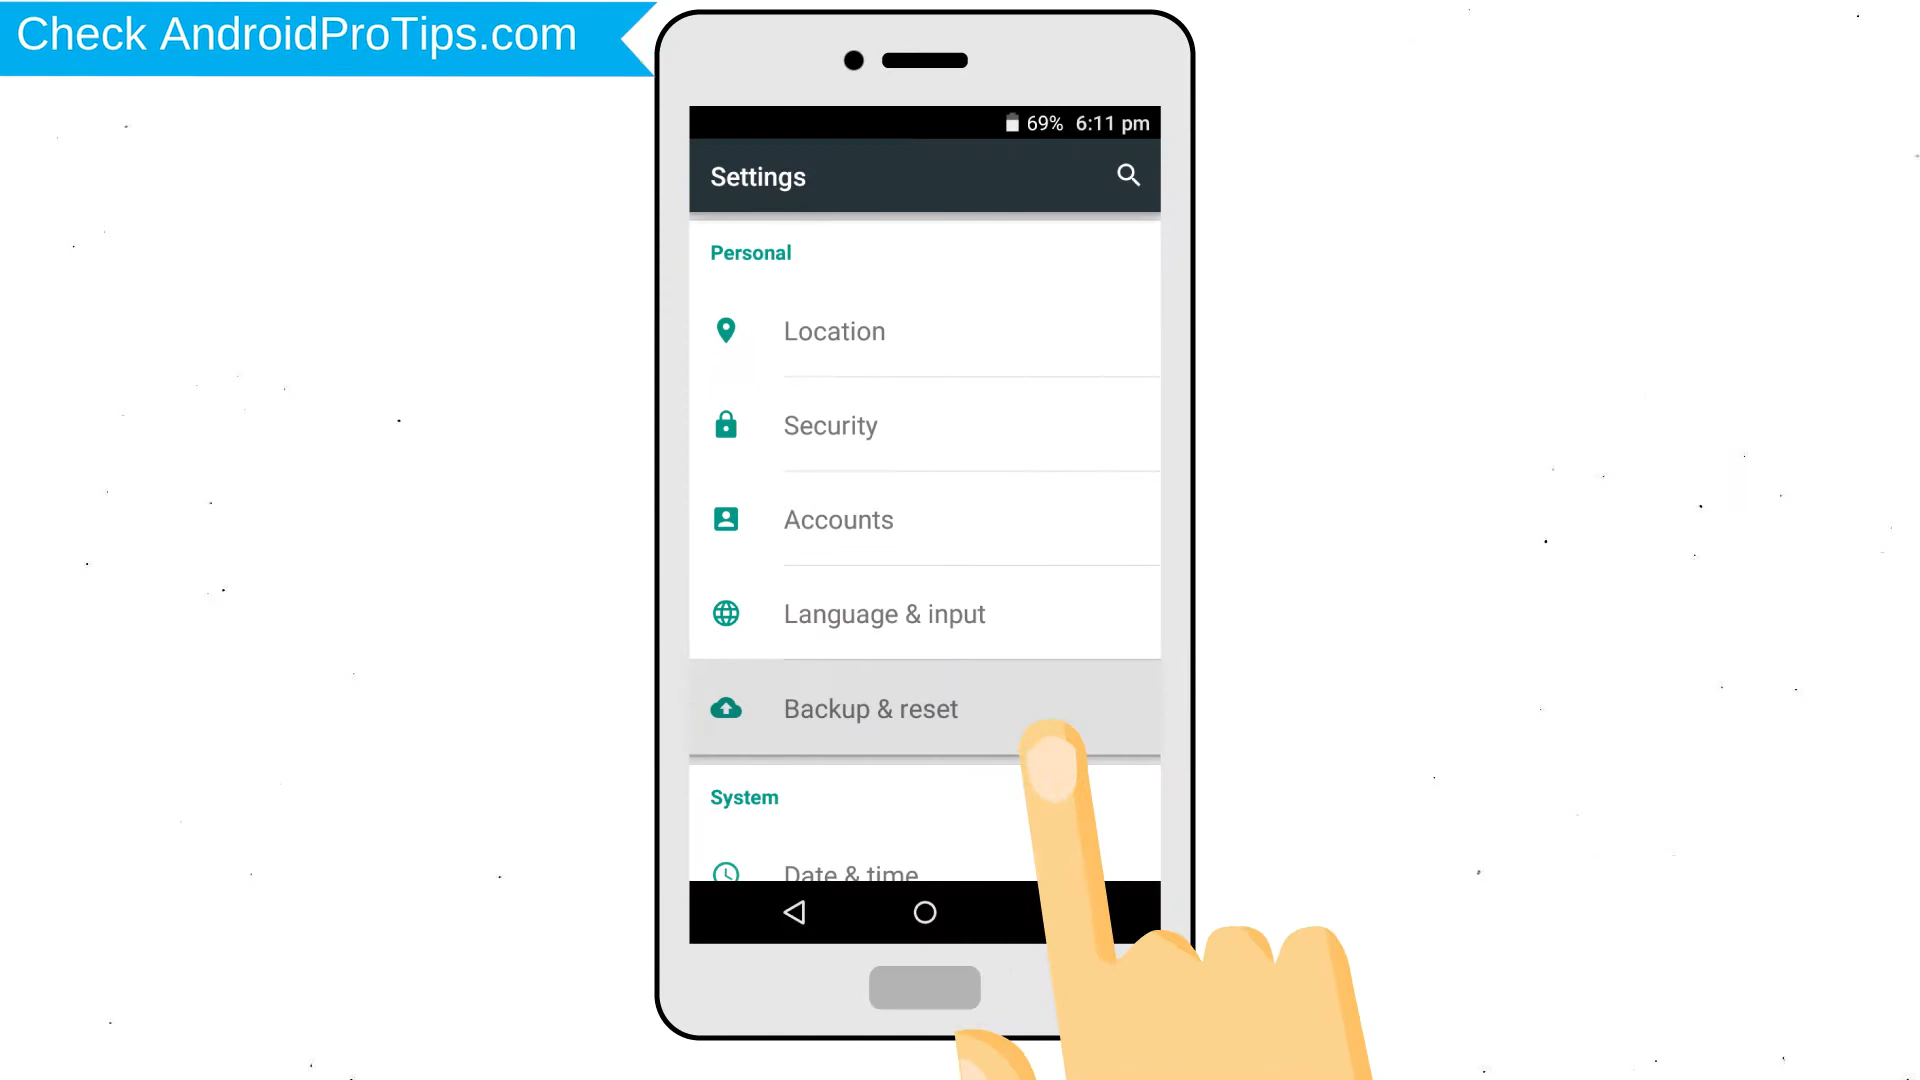 Check AndroidProTips.com
69% 6:11 pm
Settings
Personal
Location
Security
Accounts
Language & input
Backup & reset
System
Date & time